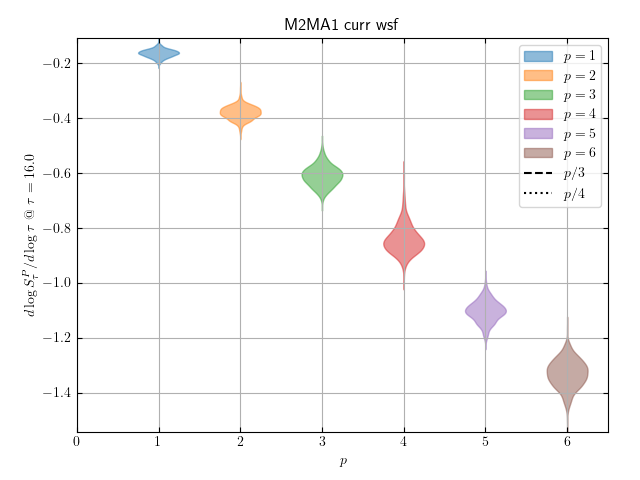 M2MA1 curr wsf
d log S_τ^P / d log τ @ τ = 16.0
−0.2
−0.4
−0.6
−0.8
−1.0
−1.2
−1.4
0 1 2 3 4 5 6
p
p = 1
p = 2
p = 3
p = 4
p = 5
p = 6
p/3
p/4